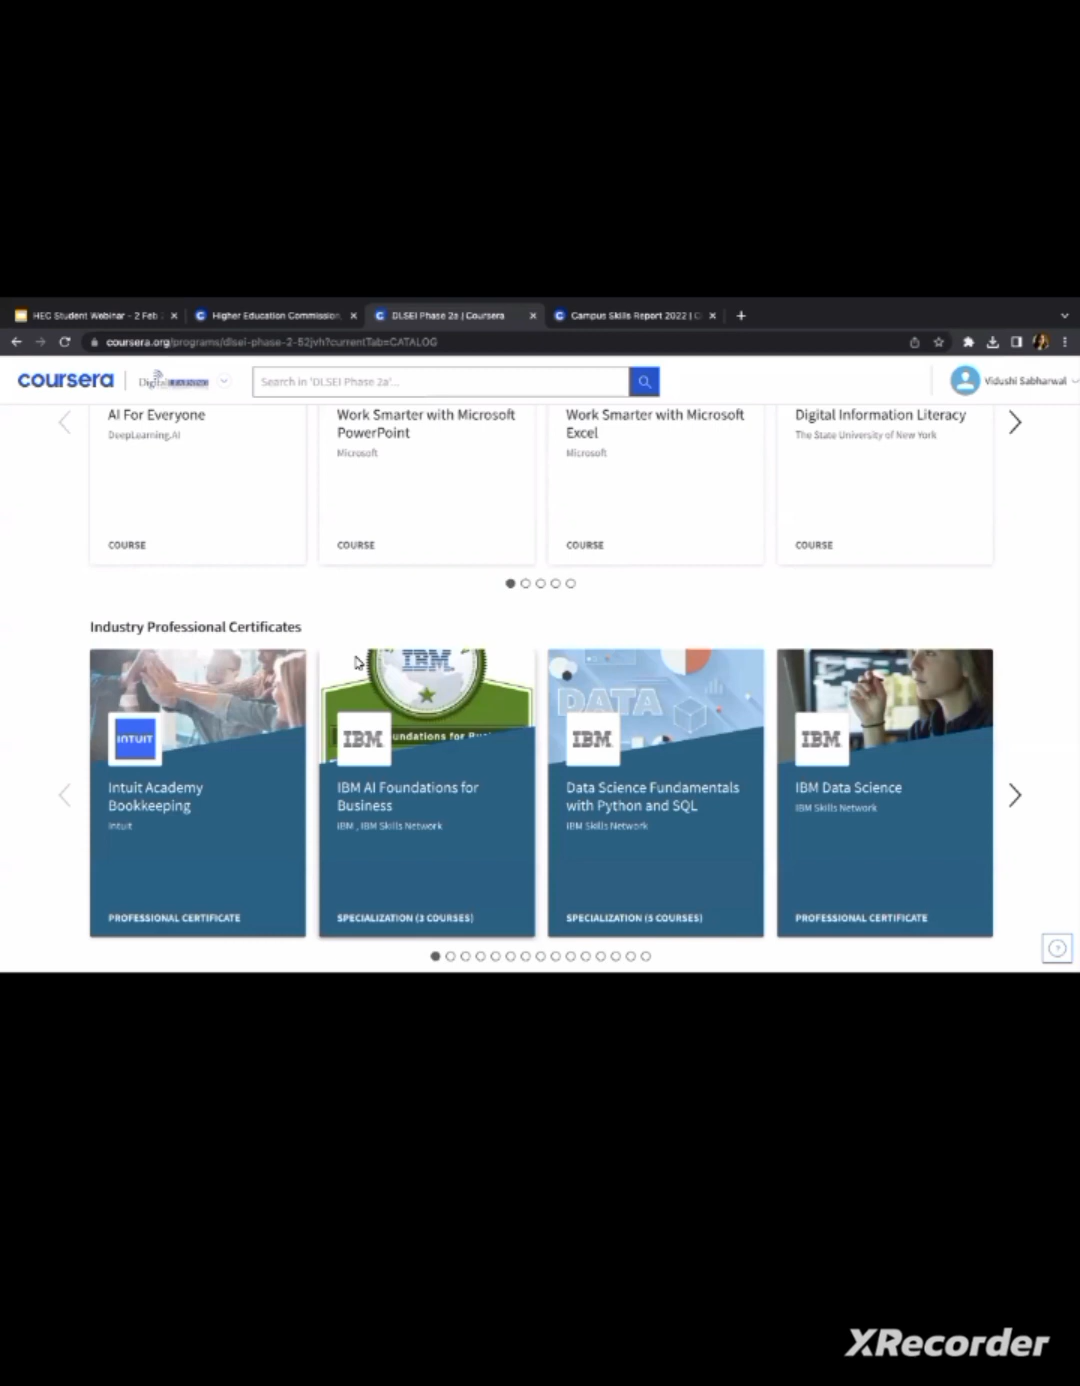 HEC Student Webinar - 2 Feb
Higher Education Commission
DLSEI Phase 2a | Coursera
Campus Skills Report 2022 |
coursera.org/programs/dlsei-phase-2-52jvh?currentTab=CATALOG
coursera
Digital LEARNING
Search in 'DLSEI Phase 2a'...
Vidushi Sabharwal
AI For Everyone
DeepLearning.AI
COURSE
Work Smarter with Microsoft
PowerPoint
Microsoft
COURSE
Work Smarter with Microsoft
Excel
Microsoft
COURSE
Digital Information Literacy
The State University of New York
COURSE
Industry Professional Certificates
INTUIT
Intuit Academy
Bookkeeping
Intuit
PROFESSIONAL CERTIFICATE
IBM
undations for
IBM
IBM AI Foundations for
Business
IBM , IBM Skills Network
SPECIALIZATION (3 COURSES)
DATA
IBM
Data Science Fundamentals
with Python and SQL
IBM Skills Network
SPECIALIZATION (5 COURSES)
IBM
IBM Data Science
IBM Skills Network
PROFESSIONAL CERTIFICATE
XRecorder